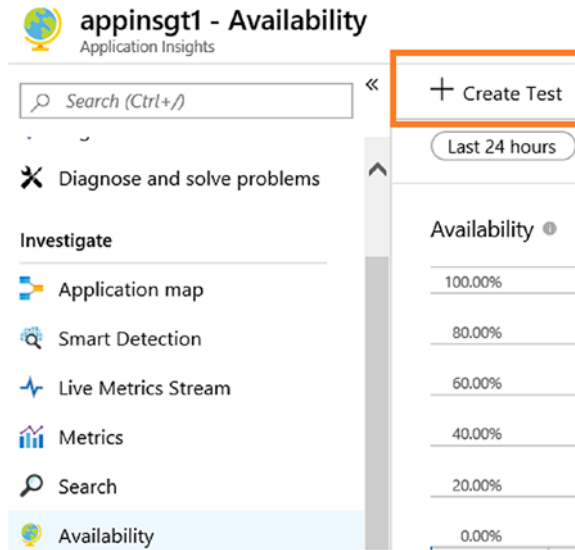 appinsgt1 - Availability
Application Insights
Search (Ctrl+/)
«
Diagnose and solve problems
Investigate
Application map
Smart Detection
Live Metrics Stream
Metrics
Search
Availability
+ Create Test
Last 24 hours
Availability
100.00%
80.00%
60.00%
40.00%
20.00%
0.00%